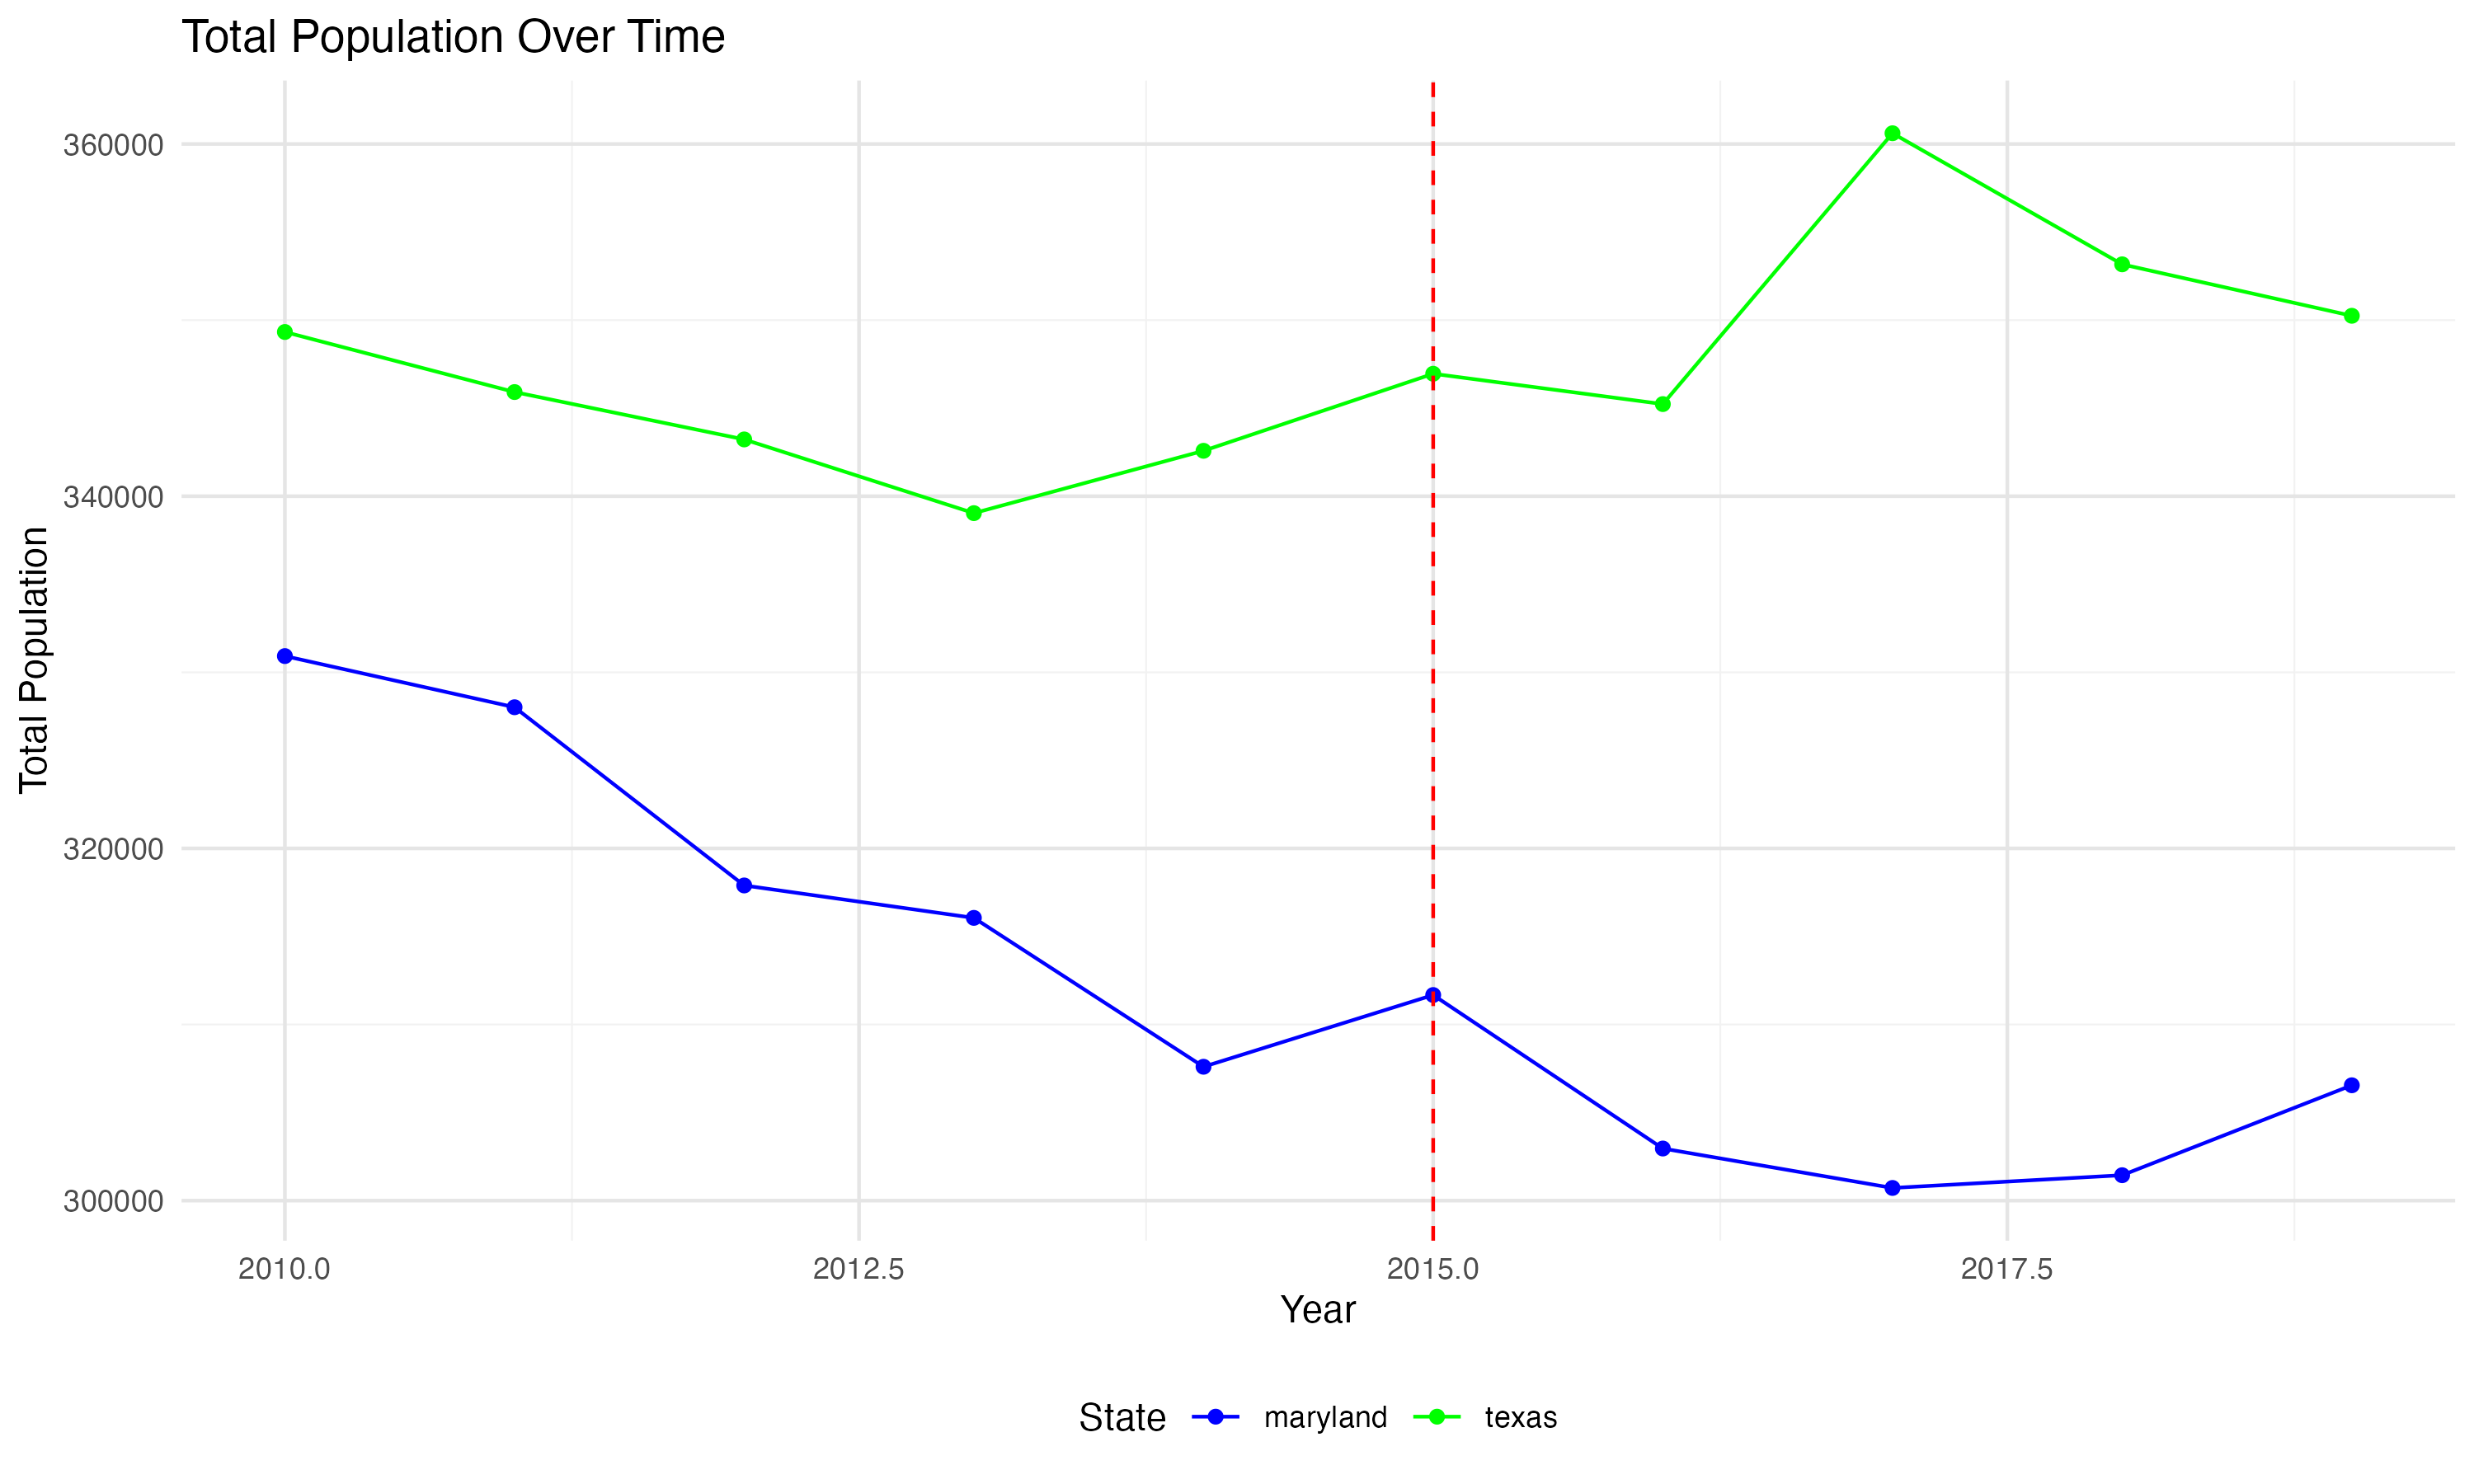 Total Population Over Time
Total Population
360000
340000
320000
300000
2010.0 2012.5 2015.0 2017.5
Year
State maryland texas